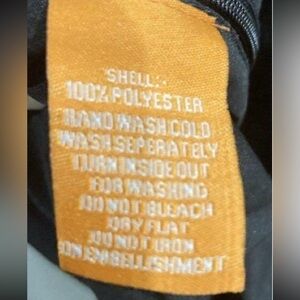 SHELL:
100% POLYESTER
HAND WASH COLD
WASH SEPERATELY
TURN INSIDE OUT
FOR WASHING
DO NOT BLEACH
DRY FLAT
DO NOT IRON
ON EMBELLISHMENT